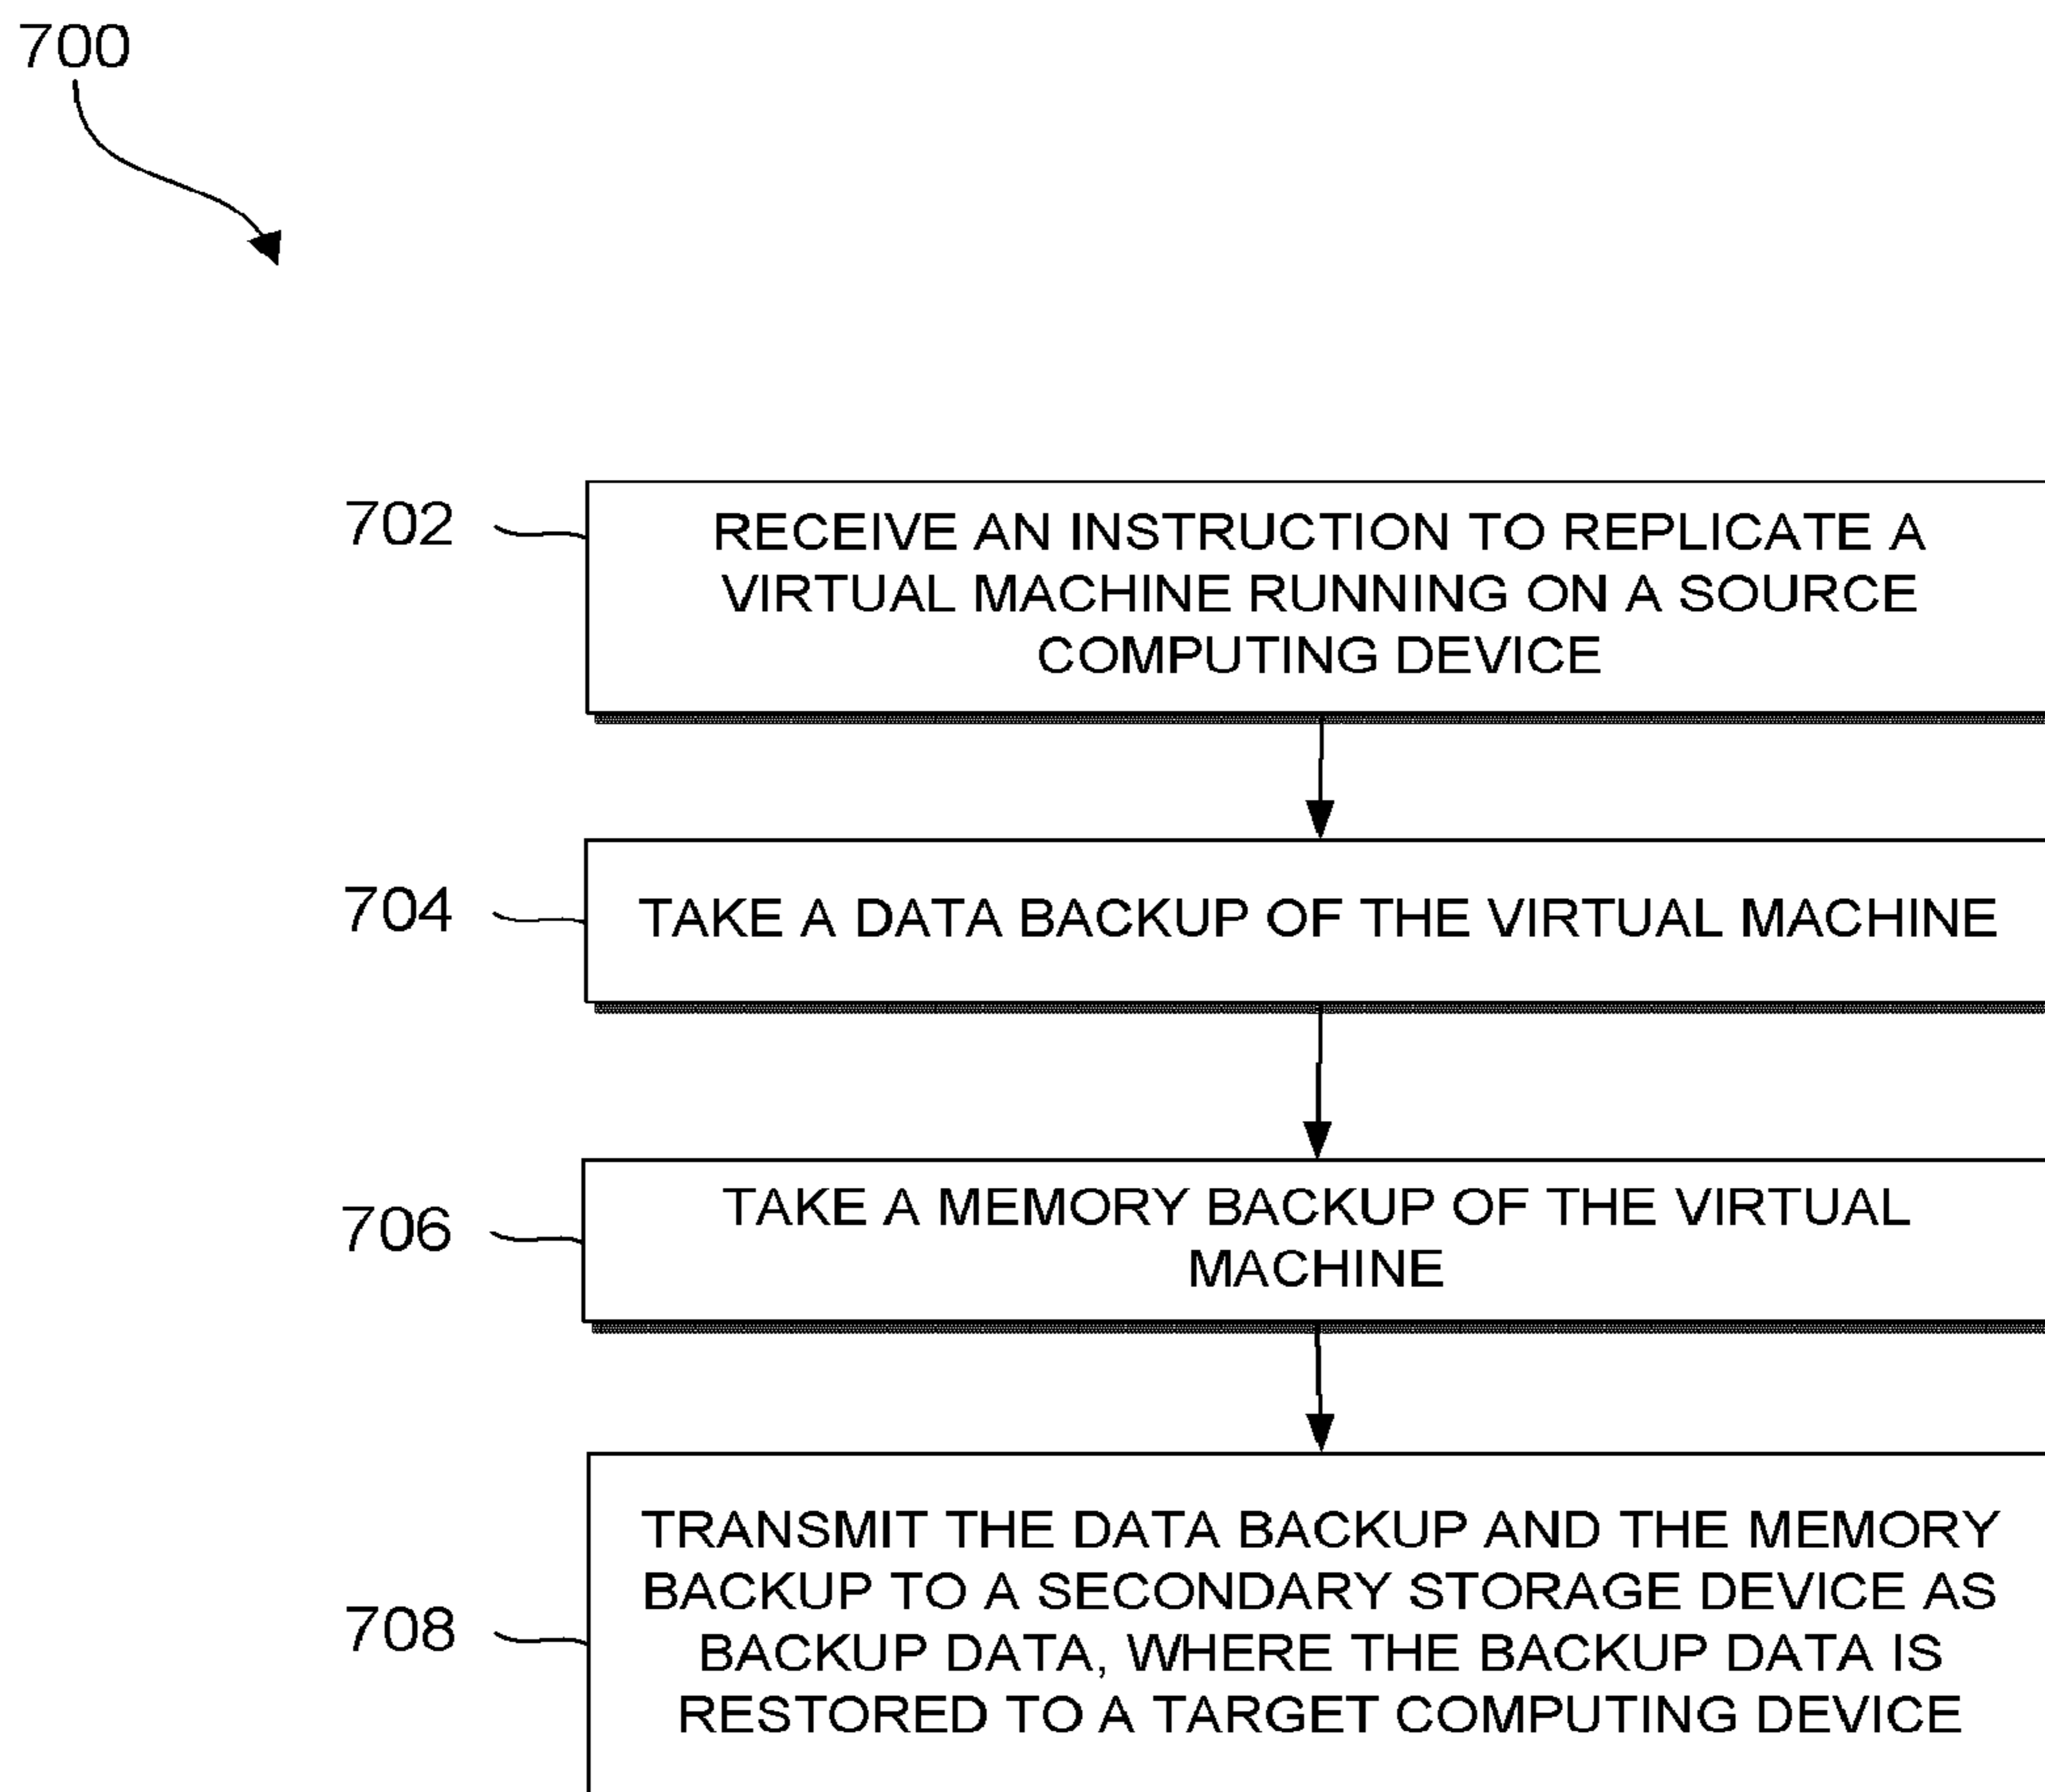 700
702
RECEIVE AN INSTRUCTION TO REPLICATE A
VIRTUAL MACHINE RUNNING ON A SOURCE
COMPUTING DEVICE
704
TAKE A DATA BACKUP OF THE VIRTUAL MACHINE
706
TAKE A MEMORY BACKUP OF THE VIRTUAL
MACHINE
708
TRANSMIT THE DATA BACKUP AND THE MEMORY
BACKUP TO A SECONDARY STORAGE DEVICE AS
BACKUP DATA, WHERE THE BACKUP DATA IS
RESTORED TO A TARGET COMPUTING DEVICE